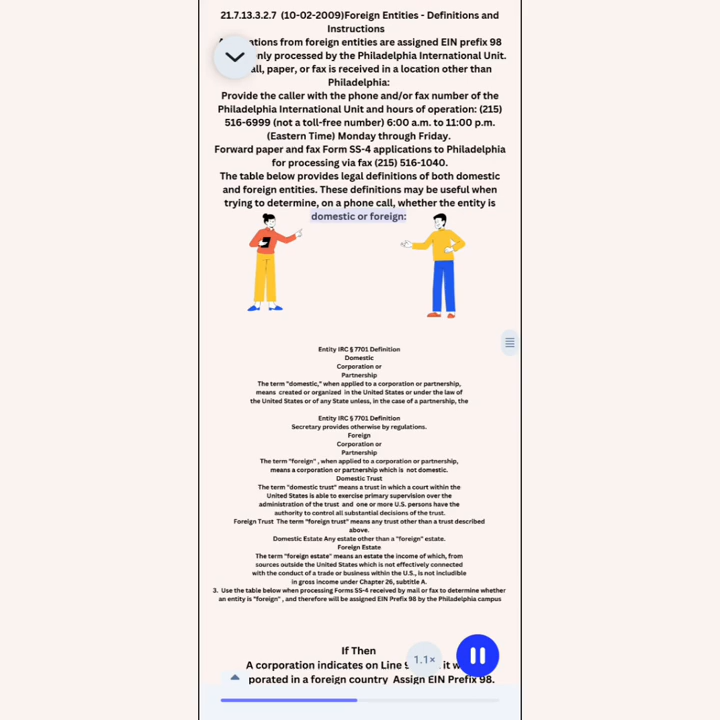 21.7.13.3.2.7 (10-02-2009)Foreign Entities - Definitions and
Instructions
from foreign entities are assigned EIN prefix 98
only processed by the Philadelphia International Unit.
paper, or fax is received in a location other than
Philadelphia:
Provide the caller with the phone and/or fax number of the
Philadelphia International Unit and hours of operation: (215)
516-6999 (not a toll-free number) 6:00 a.m. to 11:00 p.m.
(Eastern Time) Monday through Friday.
Forward paper and fax Form SS-4 applications to Philadelphia
for processing via fax (215) 516-1040.
The table below provides legal definitions of both domestic
and foreign entities. These definitions may be useful when
trying to determine, on a phone call, whether the entity is
domestic or foreign:
Entity IRC § 7701 Definition
Domestic
Corporation or
Partnership
The term "domestic," when applied to a corporation or partnership,
means created or organized in the United States or under the law of
the United States or of any State unless, in the case of a partnership, the
Entity IRC § 7701 Definition
Secretary provides otherwise by regulations.
Foreign
Corporation or
Partnership
The term "foreign" , when applied to a corporation or partnership,
means a corporation or partnership which is not domestic.
Domestic Trust
The term "domestic trust" means a trust in which a court within the
United States is able to exercise primary supervision over the
administration of the trust and one or more U.S. persons have the
authority to control all substantial decisions of the trust.
Foreign Trust The term "foreign trust" means any trust other than a trust described
above.
Domestic Estate Any estate other than a "foreign" estate.
Foreign Estate
The term "foreign estate" means an estate the income of which, from
sources outside the United States which is not effectively connected
with the conduct of a trade or business within the U.S., is not includible
in gross income under Chapter 26, subtitle A.
3. Use the table below when processing Forms SS-4 received by mail or fax to determine whether
an entity is "foreign" , and therefore will be assigned EIN Prefix 98 by the Philadelphia campus
If Then
A corporation indicates on Line it
porated in a foreign country Assign EIN Prefix 98.
1.1×